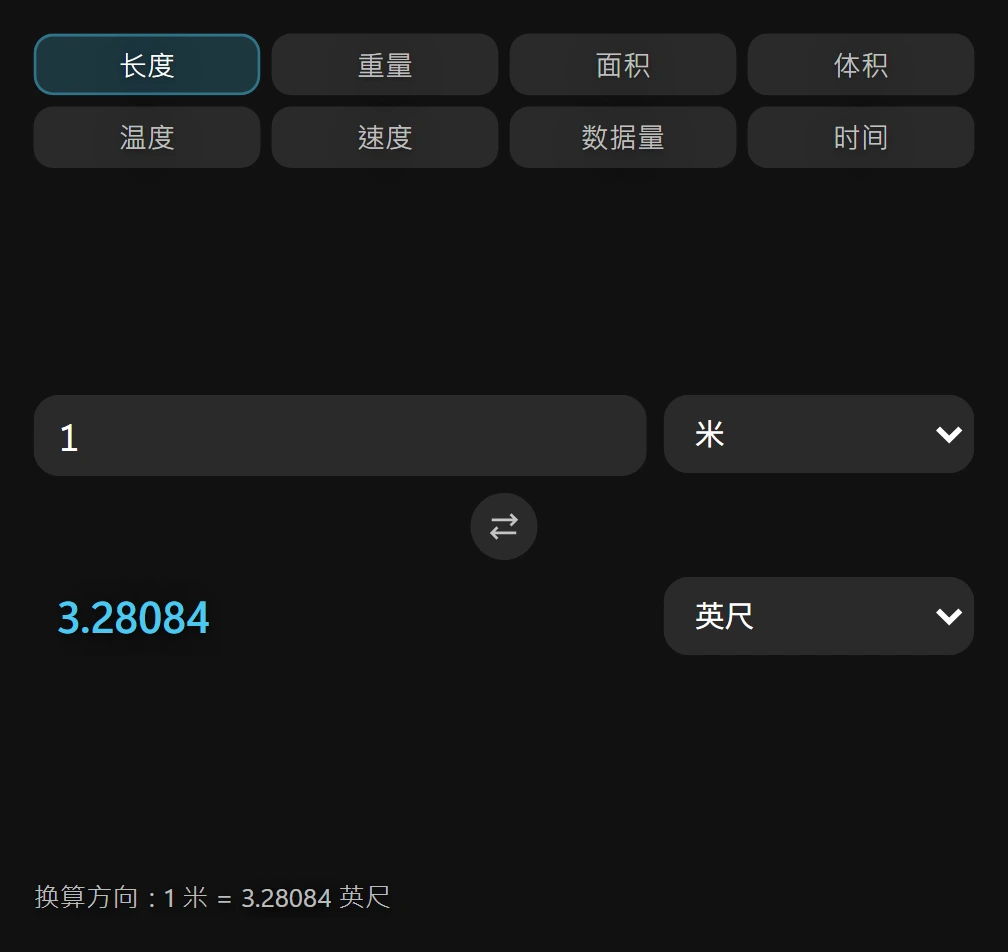 长度 重量 面积 体积
温度 速度 数据量 时间
1 米
3.28084 英尺
换算方向：1 米 = 3.28084 英尺